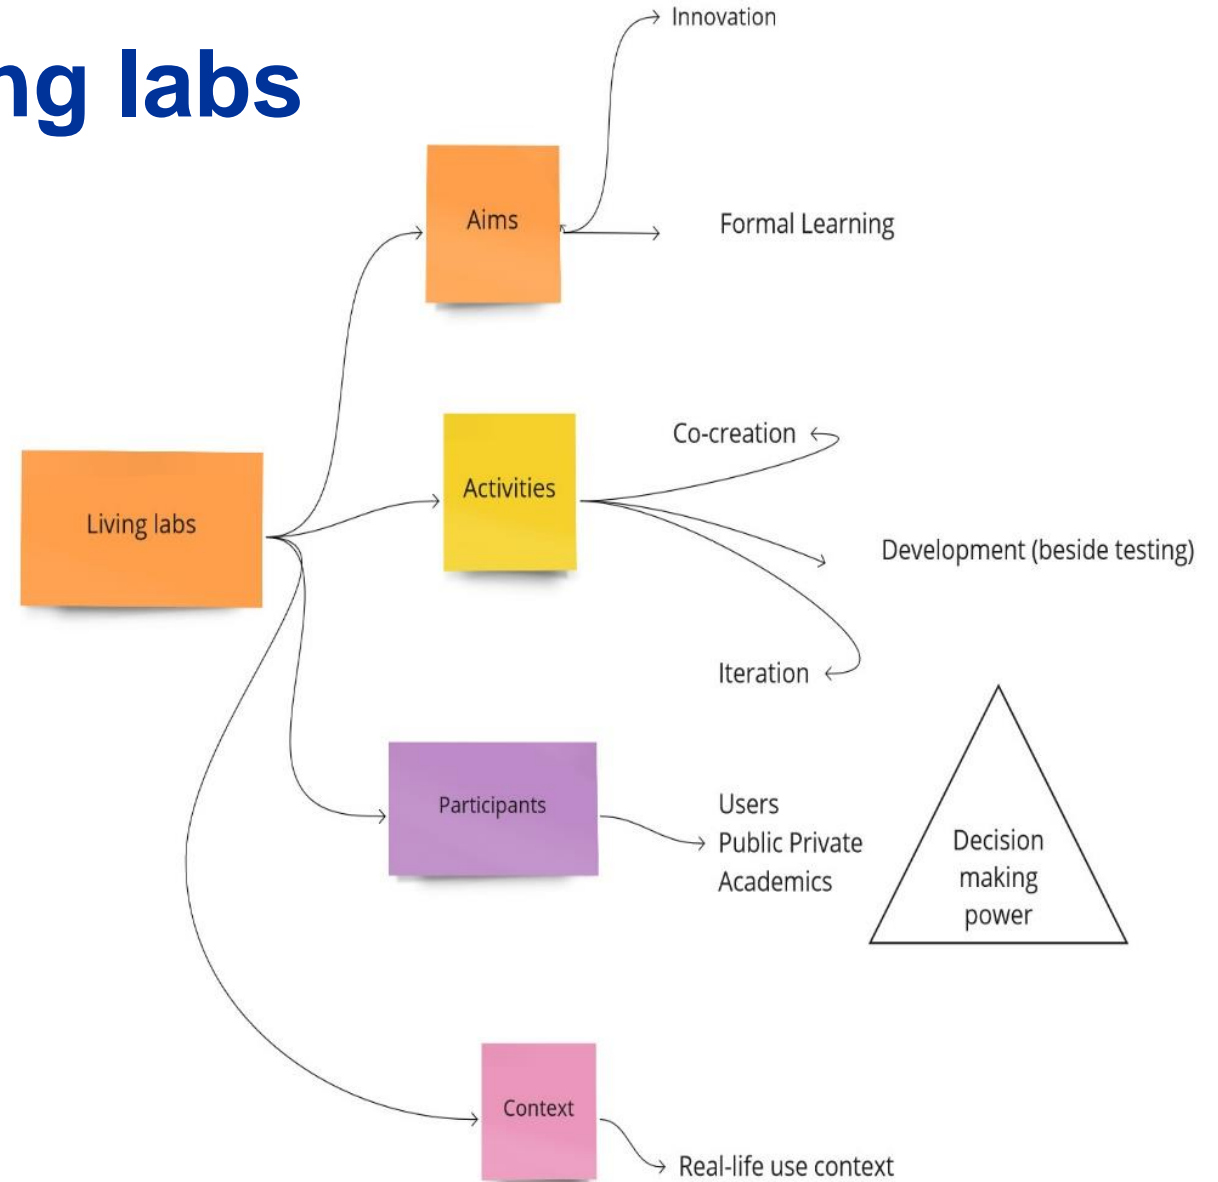 ng labs
Innovation
Aims
Formal Learning
Co-creation
Activities
Living labs
Development (beside testing)
Iteration
Participants
Users
Public Private
Academics
Decision
making
power
Context
Real-life use context